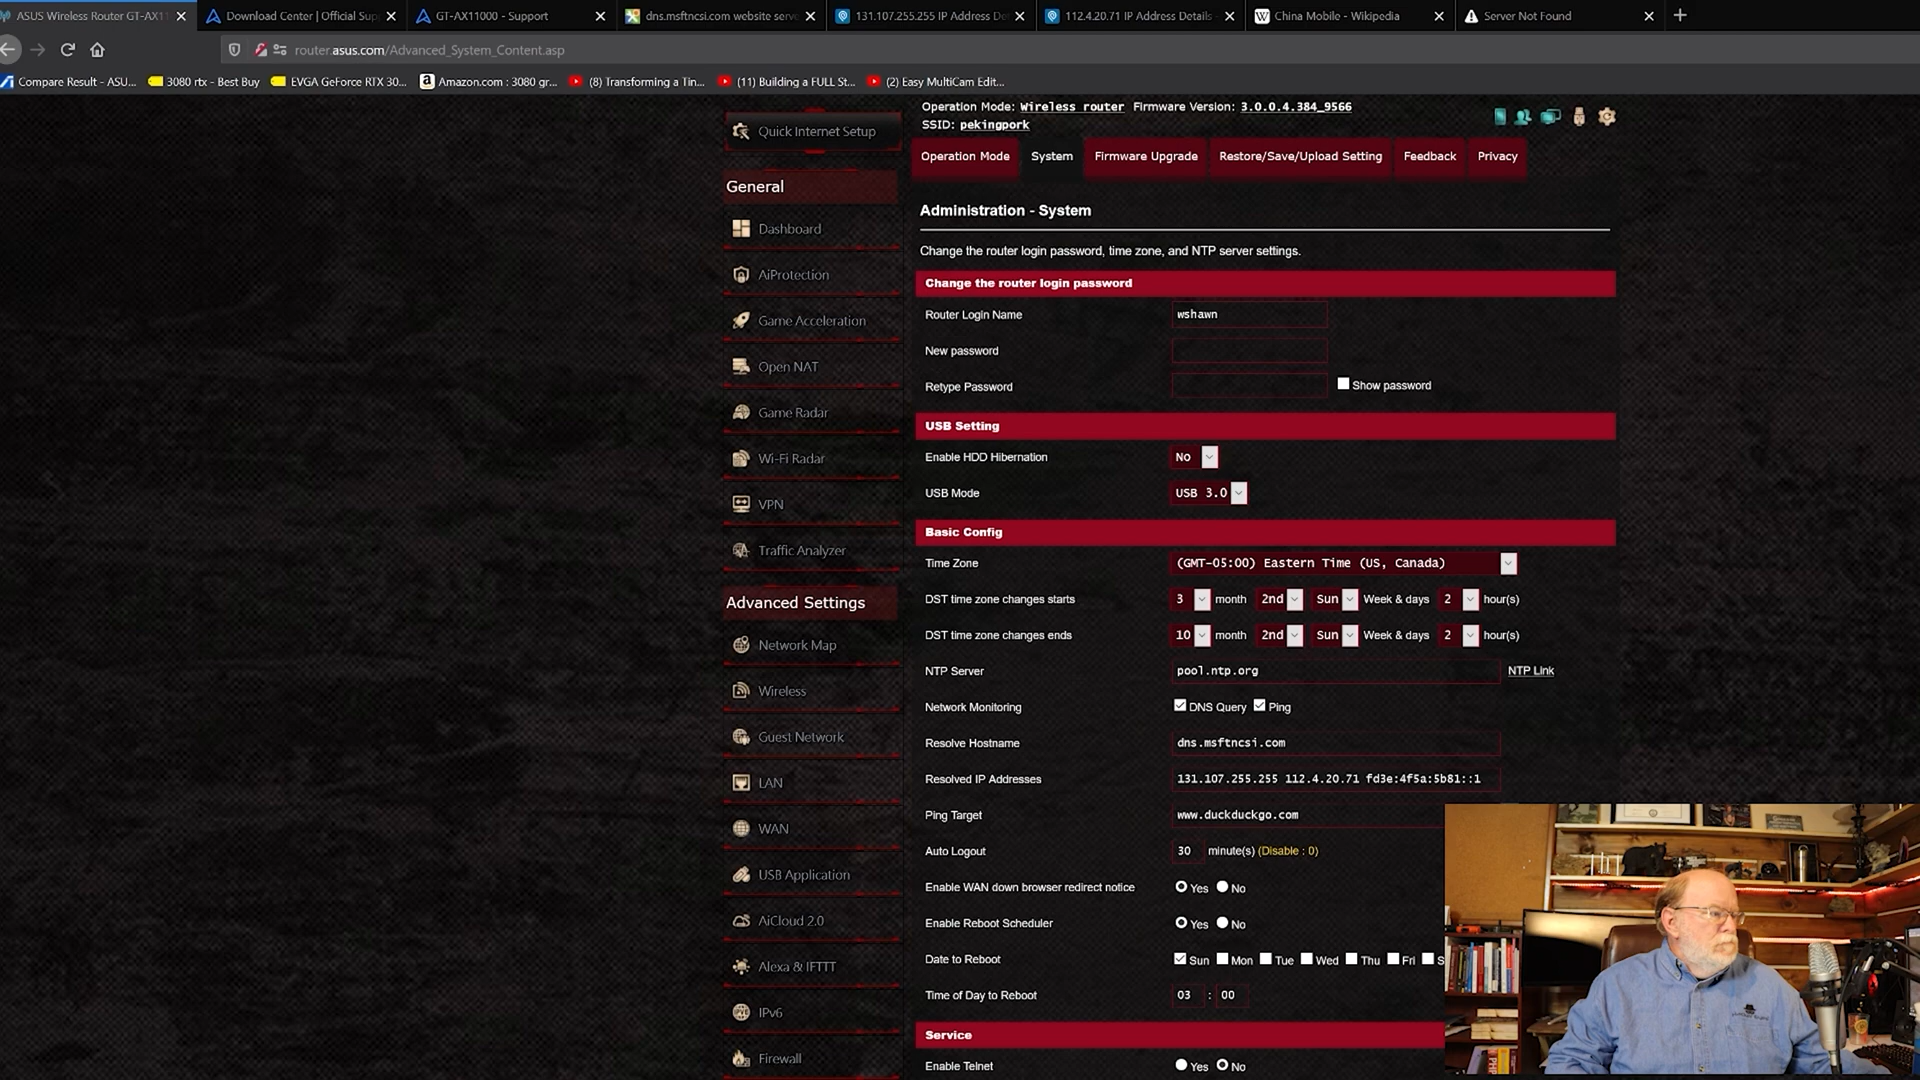 ASUS Wireless Router GT-AX11
Download Center | Official Sup
GT-AX11000 - Support
dns.msftncsi.com website serve
131.107.255.255 IP Address De
112.4.20.71 IP Address Details -
China Mobile - Wikipedia
Server Not Found
router.asus.com/Advanced_System_Content.asp
Compare Result - ASU...
3080 rtx - Best Buy
EVGA GeForce RTX 30...
Amazon.com : 3080 gr...
(8) Transforming a Tin...
(11) Building a FULL St...
(2) Easy MultiCam Edit...
Quick Internet Setup
General
Dashboard
AiProtection
Game Acceleration
Open NAT
Game Radar
Wi-Fi Radar
VPN
Traffic Analyzer
Advanced Settings
Network Map
Wireless
Guest Network
LAN
WAN
USB Application
AiCloud 2.0
Alexa & IFTTT
IPv6
Firewall
Operation Mode: Wireless router Firmware Version: 3.0.0.4.384_9566
SSID: pekingpork
Operation Mode System Firmware Upgrade Restore/Save/Upload Setting Feedback Privacy
Administration - System
Change the router login password, time zone, and NTP server settings.
Change the router login password
Router Login Name wshawn
New password
Retype Password Show password
USB Setting
Enable HDD Hibernation No
USB Mode USB 3.0
Basic Config
Time Zone (GMT-05:00) Eastern Time (US, Canada)
DST time zone changes starts 3 month 2nd Sun Week & days 2 hour(s)
DST time zone changes ends 10 month 2nd Sun Week & days 2 hour(s)
NTP Server pool.ntp.org NTP Link
Network Monitoring DNS Query Ping
Resolve Hostname dns.msftncsi.com
Resolved IP Addresses 131.107.255.255 112.4.20.71 fd3e:4f5a:5b81::1
Ping Target www.duckduckgo.com
Auto Logout 30 minute(s) (Disable : 0)
Enable WAN down browser redirect notice Yes No
Enable Reboot Scheduler Yes No
Date to Reboot Sun Mon Tue Wed Thu Fri S
Time of Day to Reboot 03 : 00
Service
Enable Telnet Yes No